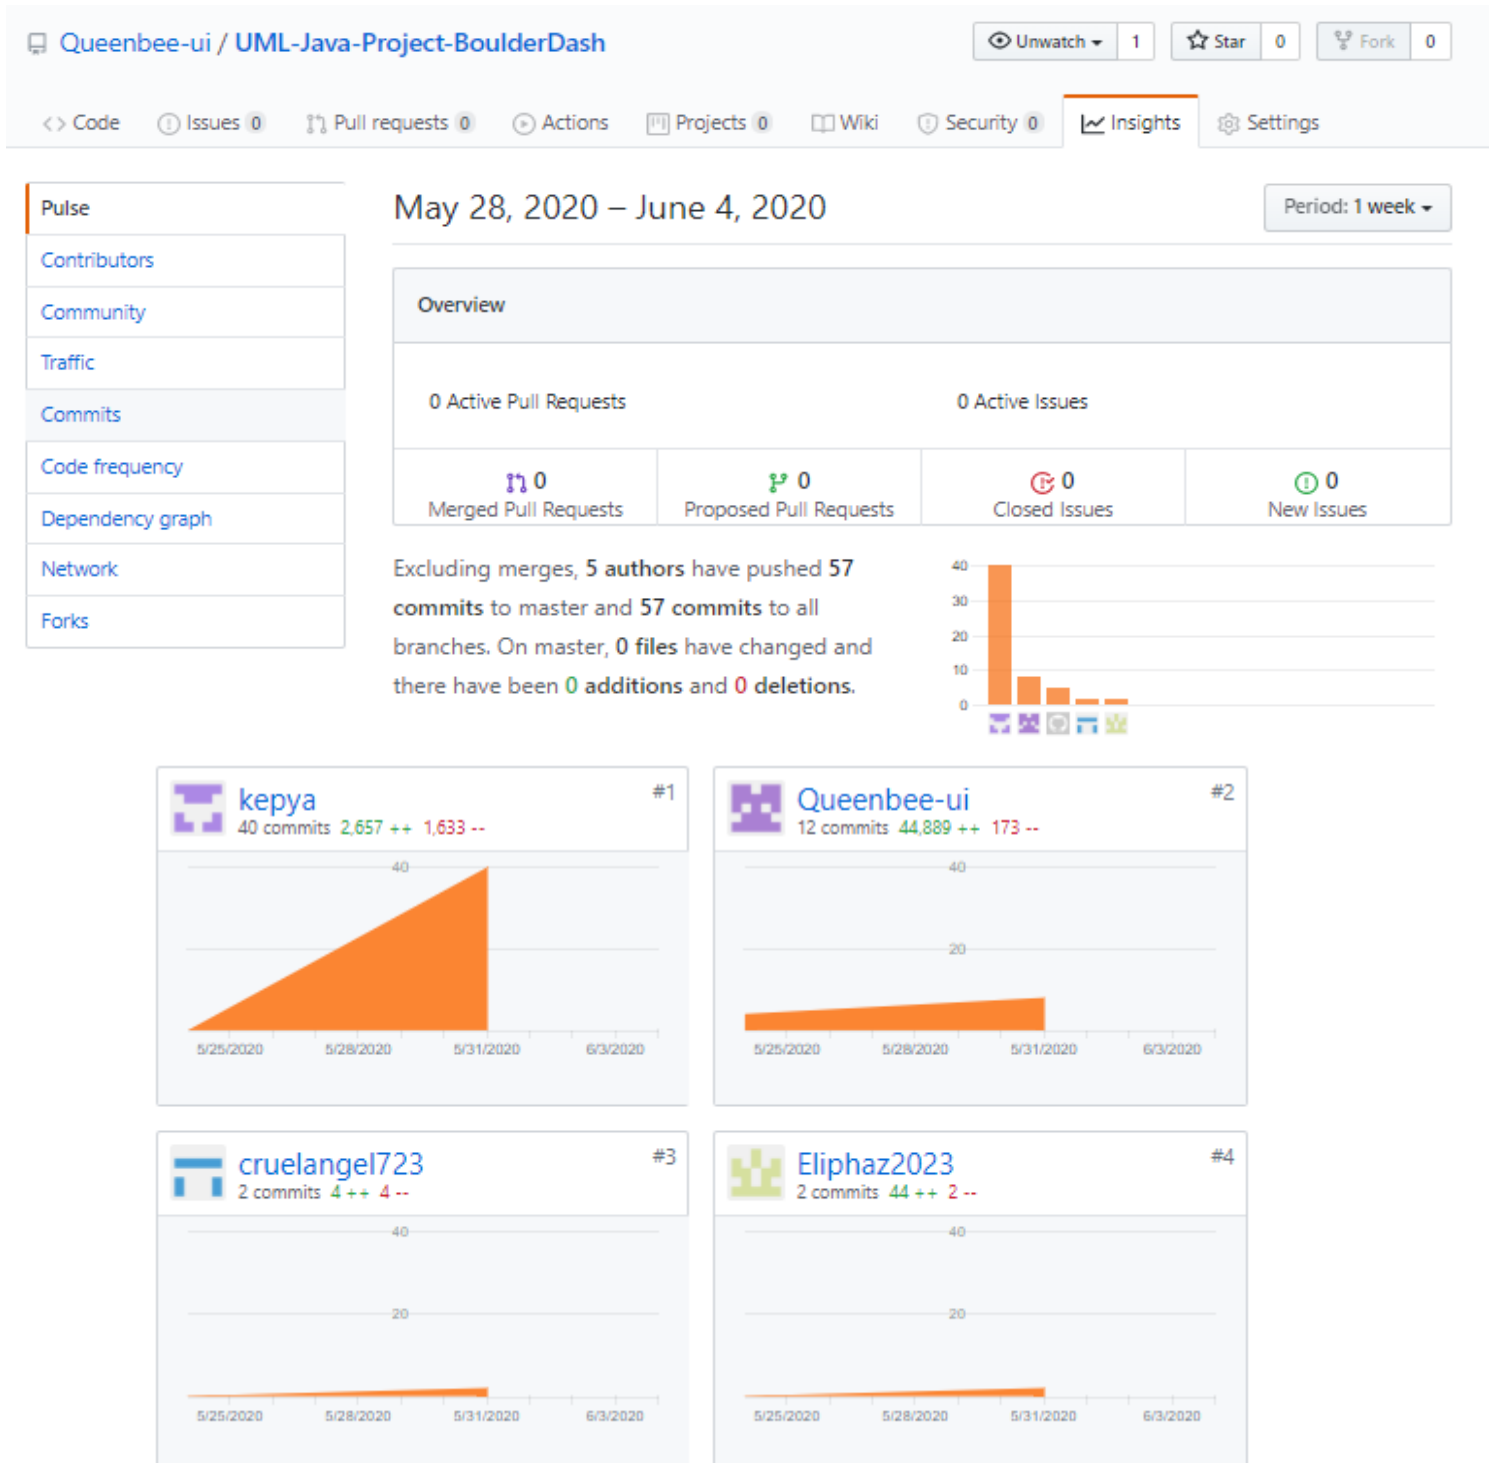 Queenbee-ui / UML-Java-Project-BoulderDash
Unwatch 1 Star 0 Fork 0
Code Issues 0 Pull requests 0 Actions Projects 0 Wiki Security 0 Insights Settings
Pulse
Contributors
Community
Traffic
Commits
Code frequency
Dependency graph
Network
Forks
May 28, 2020 – June 4, 2020
Period: 1 week
Overview
0 Active Pull Requests
0 Active Issues
0
Merged Pull Requests
0
Proposed Pull Requests
0
Closed Issues
0
New Issues
Excluding merges, 5 authors have pushed 57
commits to master and 57 commits to all
branches. On master, 0 files have changed and
there have been 0 additions and 0 deletions.
40
30
20
10
0
kepya #1
40 commits 2,657 ++ 1,633 --
40
5/25/2020 5/28/2020 5/31/2020 6/3/2020
Queenbee-ui #2
12 commits 44,889 ++ 173 --
40
20
5/25/2020 5/28/2020 5/31/2020 6/3/2020
cruelangel723 #3
2 commits 4 ++ 4 --
40
20
5/25/2020 5/28/2020 5/31/2020 6/3/2020
Eliphaz2023 #4
2 commits 44 ++ 2 --
40
20
5/25/2020 5/28/2020 5/31/2020 6/3/2020